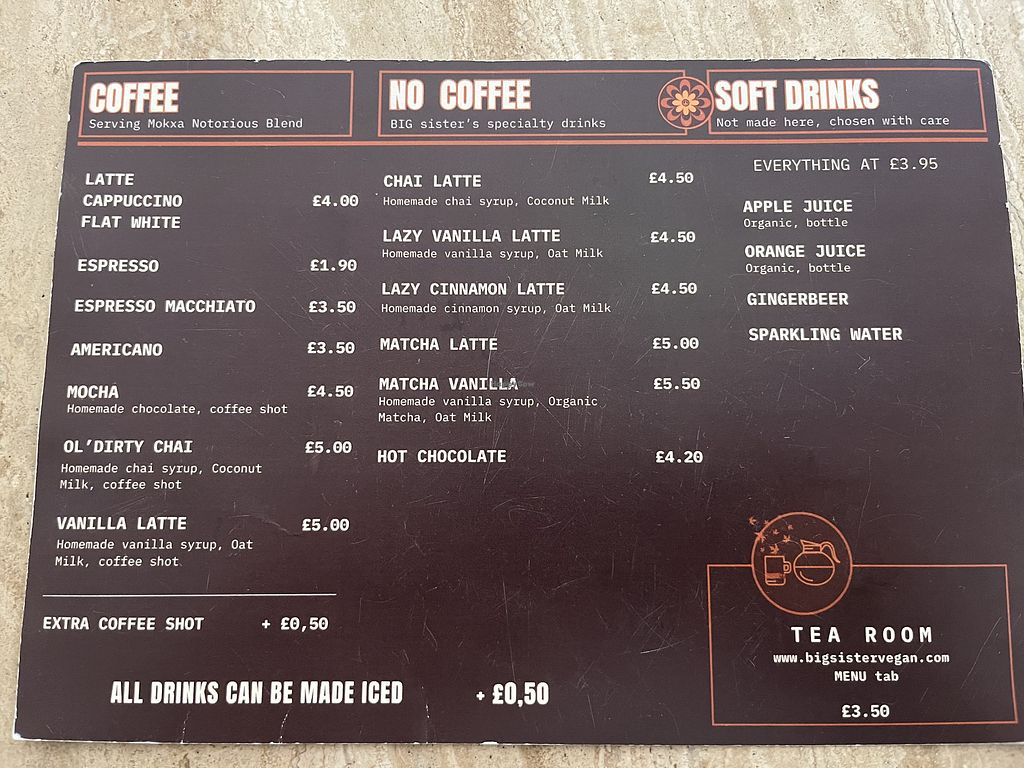 COFFEE
Serving Mokxa Notorious Blend
LATTE
CAPPUCCINO £4.00
FLAT WHITE
ESPRESSO £1.90
ESPRESSO MACCHIATO £3.50
AMERICANO £3.50
MOCHA £4.50
Homemade chocolate, coffee shot
OL'DIRTY CHAI £5.00
Homemade chai syrup, Coconut
Milk, coffee shot
VANILLA LATTE £5.00
Homemade vanilla syrup, Oat
Milk, coffee shot
EXTRA COFFEE SHOT + £0,50
NO COFFEE
BIG sister's specialty drinks
CHAI LATTE £4.50
Homemade chai syrup, Coconut Milk
LAZY VANILLA LATTE £4.50
Homemade vanilla syrup, Oat Milk
LAZY CINNAMON LATTE £4.50
Homemade cinnamon syrup, Oat Milk
MATCHA LATTE £5.00
MATCHA VANILLA £5.50
Homemade vanilla syrup, Organic
Matcha, Oat Milk
HOT CHOCOLATE £4.20
SOFT DRINKS
Not made here, chosen with care
EVERYTHING AT £3.95
APPLE JUICE
Organic, bottle
ORANGE JUICE
Organic, bottle
GINGERBEER
SPARKLING WATER
TEA ROOM
www.bigsistervegan.com
MENU tab
£3.50
ALL DRINKS CAN BE MADE ICED + £0,50